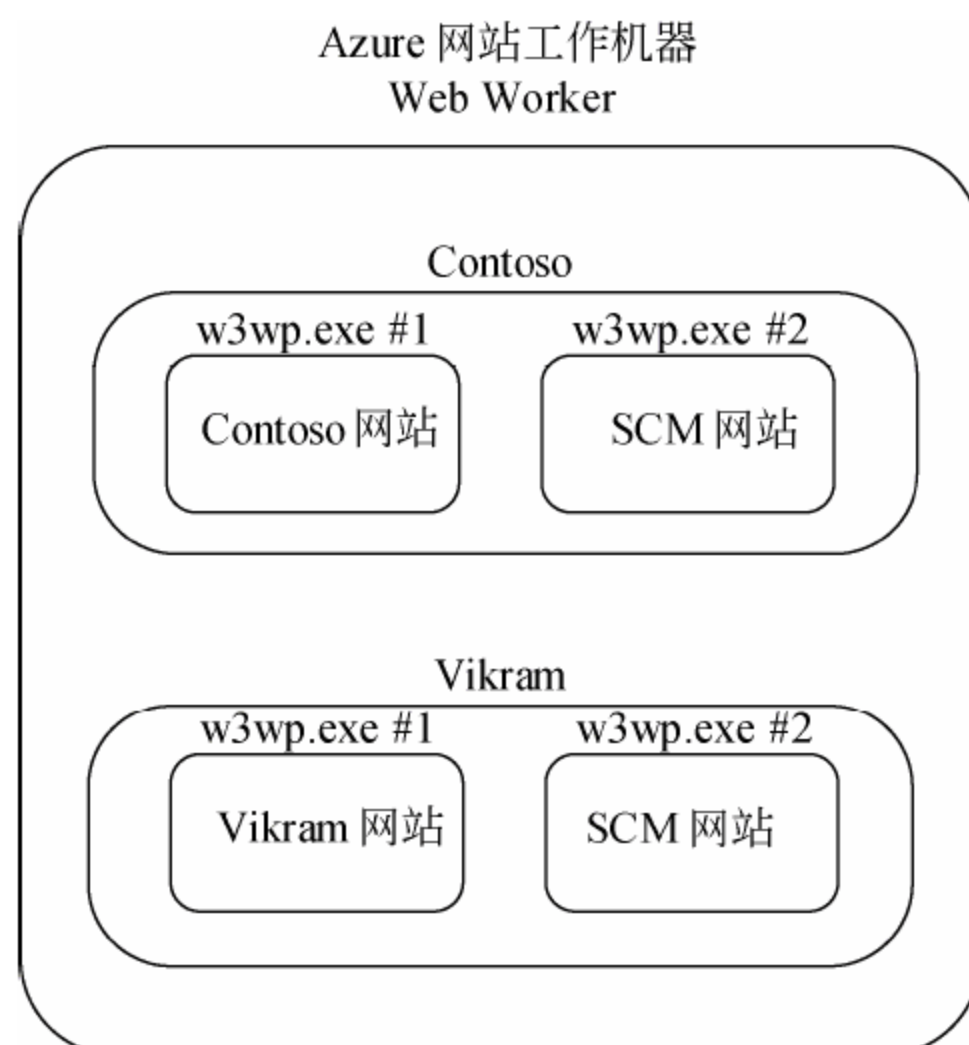 Azure 网站工作机器
Web Worker
Contoso
w3wp.exe #1
w3wp.exe #2
Contoso 网站
SCM 网站
Vikram
w3wp.exe #1
w3wp.exe #2
Vikram 网站
SCM 网站